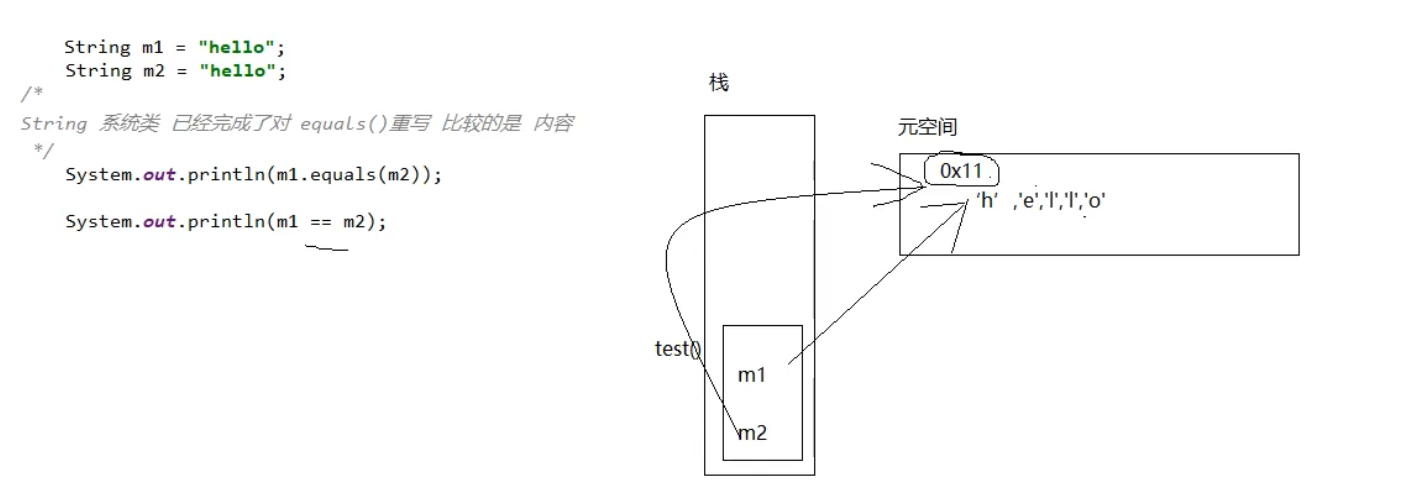 String m1 = "hello";
String m2 = "hello";
/*
String 系统类 已经完成了对 equals()重写 比较的是 内容
*/
System.out.println(m1.equals(m2));
System.out.println(m1 == m2);
栈
test()
m1
m2
元空间
0x11
'h' ,'e','l','l','o'